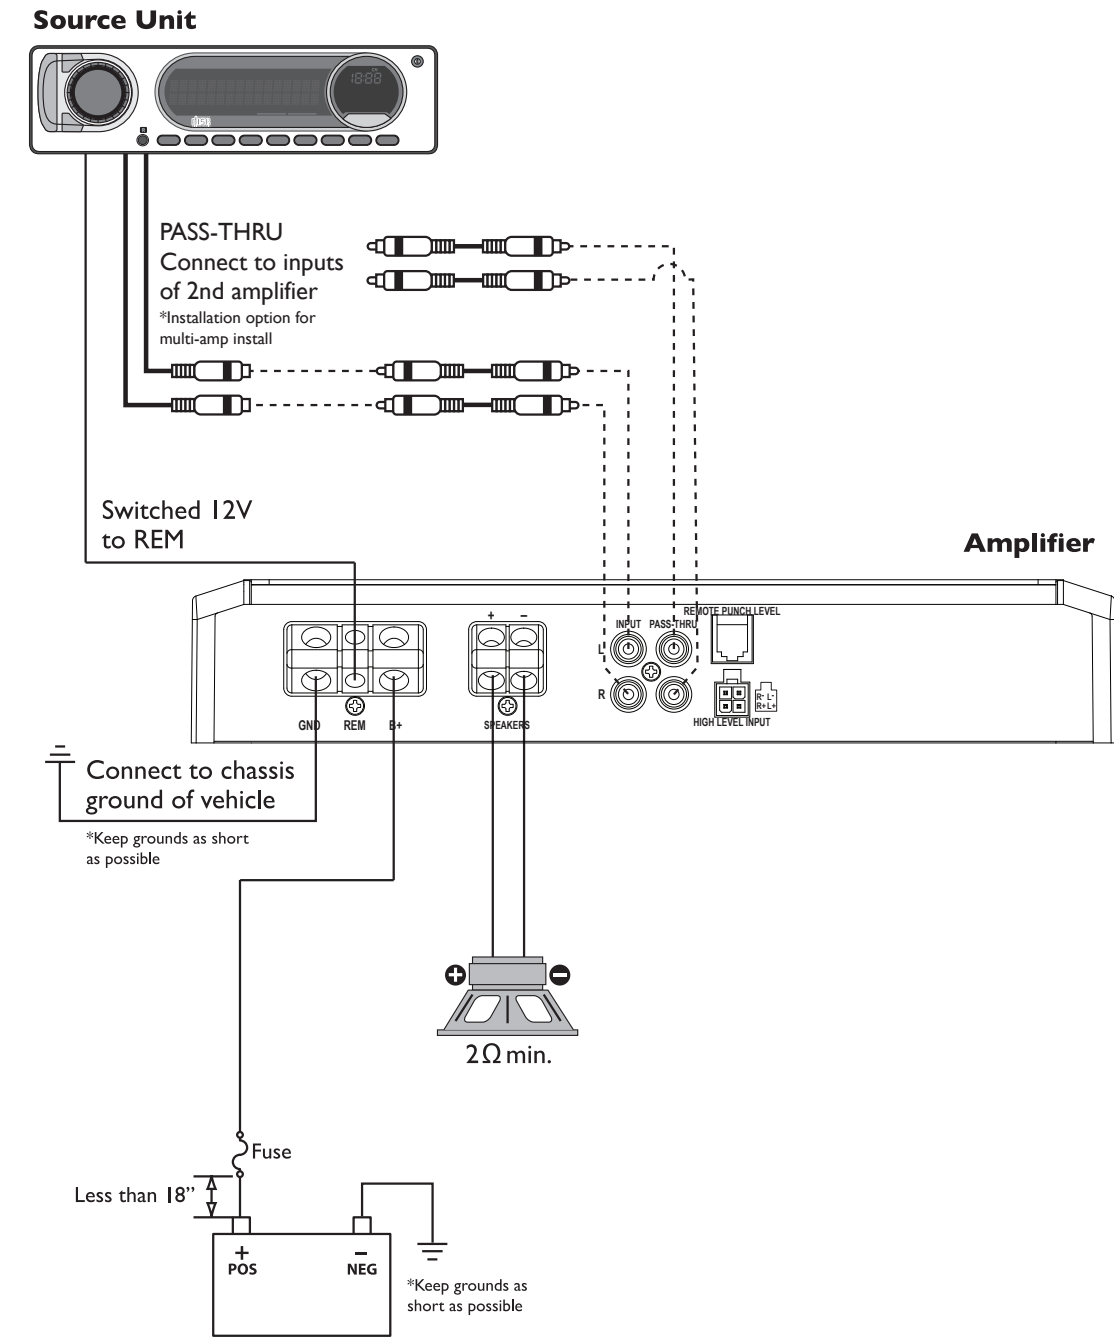 Source Unit
18:88
disc
PASS-THRU
Connect to inputs
of 2nd amplifier
*Installation option for
multi-amp install
Switched 12V
to REM
Amplifier
REMOTE PUNCH LEVEL
+ −
INPUT PASS-THRU
L
R
R- L-
R+ L+
GND REM B+
SPEAKERS
HIGH LEVEL INPUT
Connect to chassis
ground of vehicle
*Keep grounds as short
as possible
+ −
2Ω min.
Fuse
Less than 18”
+ −
POS NEG
*Keep grounds as
short as possible